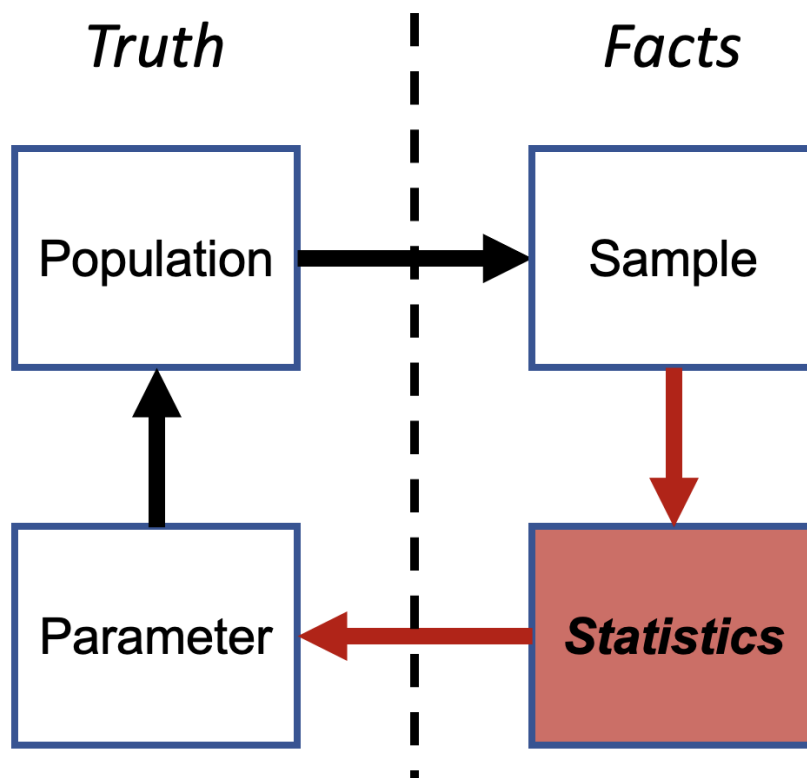 Truth
Facts
Population
Sample
Parameter
Statistics